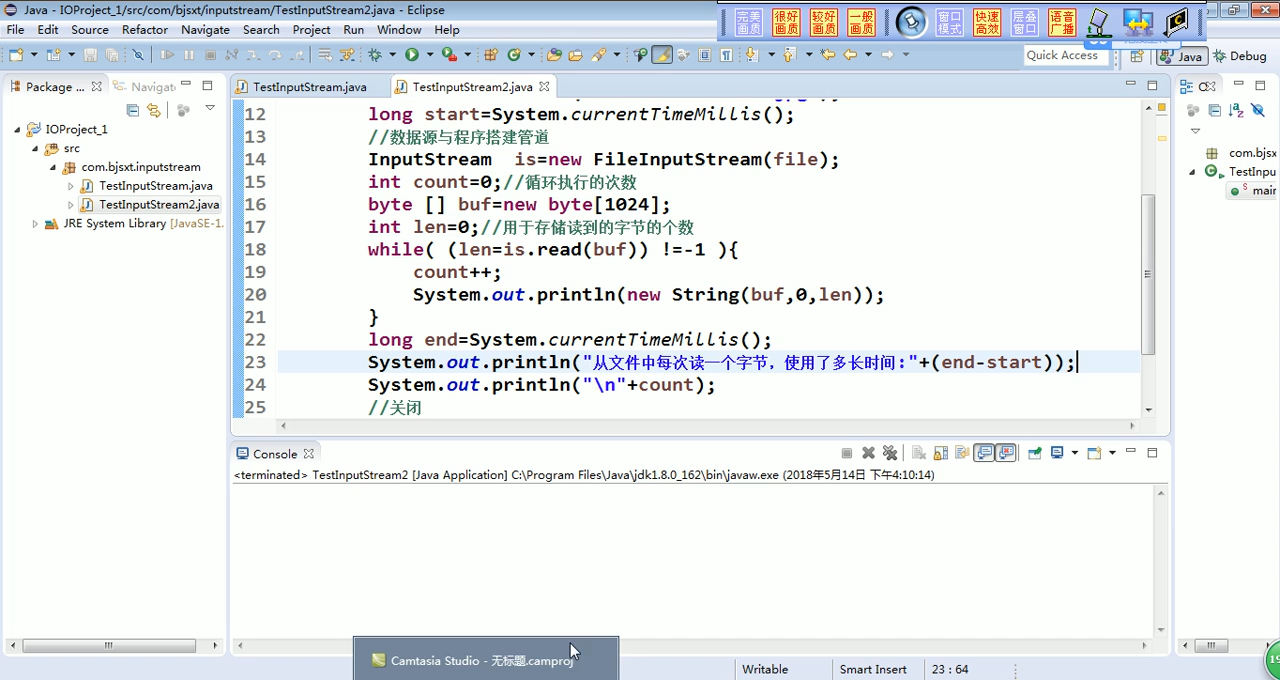 Java - IOProject_1/src/com/bjsxt/inputstream/TestInputStream2.java - Eclipse
File Edit Source Refactor Navigate Search Project Run Window Help
完美画质 很好画质 较好画质 一般画质 窗口模式 快速高效 层叠窗口 语音广播
Quick Access Java Debug
Package ... Navigat
TestInputStream.java TestInputStream2.java
IOProject_1
src
com.bjsxt.inputstream
TestInputStream.java
TestInputStream2.java
JRE System Library [JavaSE-1.
12 long start=System.currentTimeMillis();
13 //数据源与程序搭建管道
14 InputStream  is=new FileInputStream(file);
15 int count=0;//循环执行的次数
16 byte [] buf=new byte[1024];
17 int len=0;//用于存储读到的字节的个数
18 while( (len=is.read(buf)) !=-1 ){
19 count++;
20 System.out.println(new String(buf,0,len));
21 }
22 long end=System.currentTimeMillis();
23 System.out.println("从文件中每次读一个字节，使用了多长时间："+(end-start));
24 System.out.println("\n"+count);
25 //关闭
com.bjsx
TestInpu
main
Console
<terminated> TestInputStream2 [Java Application] C:\Program Files\Java\jdk1.8.0_162\bin\javaw.exe (2018年5月14日 下午4:10:14)
Camtasia Studio - 无标题.camproj
Writable Smart Insert 23 : 64